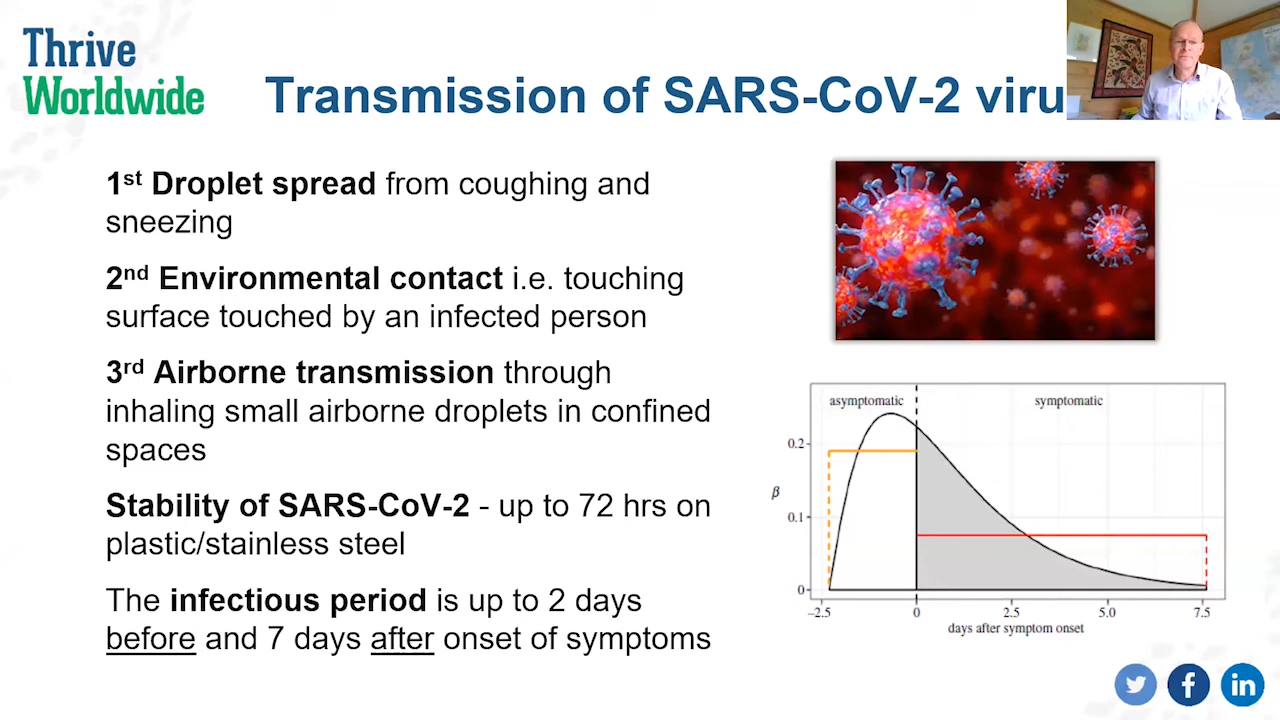 Thrive
Worldwide
Transmission of SARS-CoV-2 viru
1st Droplet spread from coughing and
sneezing
2nd Environmental contact i.e. touching
surface touched by an infected person
3rd Airborne transmission through
inhaling small airborne droplets in confined
spaces
Stability of SARS-CoV-2 - up to 72 hrs on
plastic/stainless steel
The infectious period is up to 2 days
before and 7 days after onset of symptoms
asymptomatic symptomatic
0.2
β
0.1
0
−2.5 0 2.5 5.0 7.5
days after symptom onset
f in